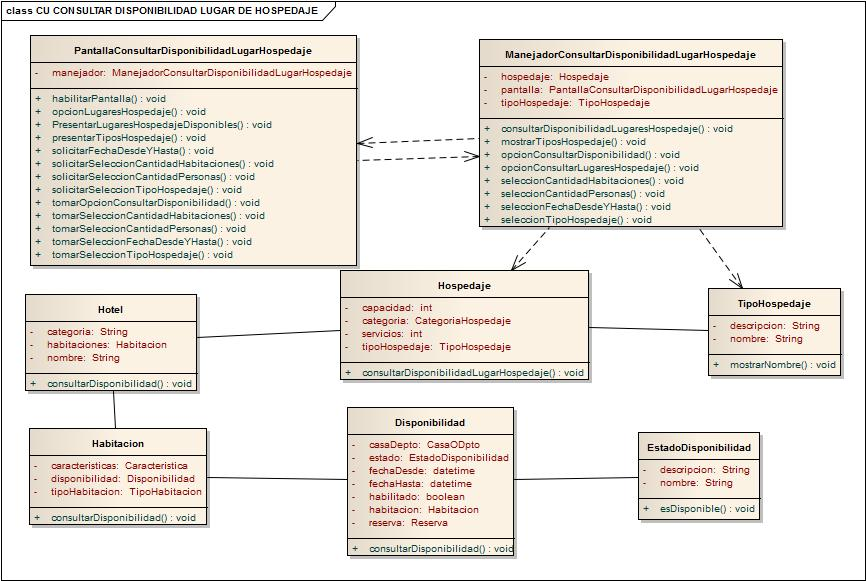 class CU CONSULTAR DISPONIBILIDAD LUGAR DE HOSPEDAJE
PantallaConsultarDisponibilidadLugarHospedaje
- manejador: ManejadorConsultarDisponibilidadLugarHospedaje
+ habilitarPantalla() : void
+ opcionLugaresHospedaje() : void
+ PresentarLugaresHospedajeDisponibles() : void
+ presentarTiposHospedaje() : void
+ solicitarFechaDesdeYHasta() : void
+ solicitarSeleccionCantidadHabitaciones() : void
+ solicitarSeleccionCantidadPersonas() : void
+ solicitarSeleccionTipoHospedaje() : void
+ tomarOpcionConsultarDisponibilidad() : void
+ tomarSeleccionCantidadHabitaciones() : void
+ tomarSeleccionCantidadPersonas() : void
+ tomarSeleccionFechaDesdeYHasta() : void
+ tomarSeleccionTipoHospedaje() : void
ManejadorConsultarDisponibilidadLugarHospedaje
- hospedaje: Hospedaje
- pantalla: PantallaConsultarDisponibilidadLugarHospedaje
- tipoHospedaje: TipoHospedaje
+ consultarDisponibilidadLugaresHospedaje() : void
+ mostrarTiposHospedaje() : void
+ opcionConsultarDisponibilidad() : void
+ opcionConsultarLugaresHospedaje() : void
+ seleccionCantidadHabitaciones() : void
+ seleccionCantidadPersonas() : void
+ seleccionFechaDesdeYHasta() : void
+ seleccionTipoHospedaje() : void
Hotel
- categoria: String
- habitaciones: Habitacion
- nombre: String
+ consultarDisponibilidad() : void
Hospedaje
- capacidad: int
- categoria: CategoriaHospedaje
- servicios: int
- tipoHospedaje: TipoHospedaje
+ consultarDisponibilidadLugarHospedaje() : void
TipoHospedaje
- descripcion: String
- nombre: String
+ mostrarNombre() : void
Habitacion
- caracteristicas: Caracteristica
- disponibilidad: Disponibilidad
- tipoHabitacion: TipoHabitacion
+ consultarDisponibilidad() : void
Disponibilidad
- casaDepto: CasaODpto
- estado: EstadoDisponibilidad
- fechaDesde: datetime
- fechaHasta: datetime
- habilitado: boolean
- habitacion: Habitacion
- reserva: Reserva
+ consultarDisponibilidad() : void
EstadoDisponibilidad
- descripcion: String
- nombre: String
+ esDisponible() : void